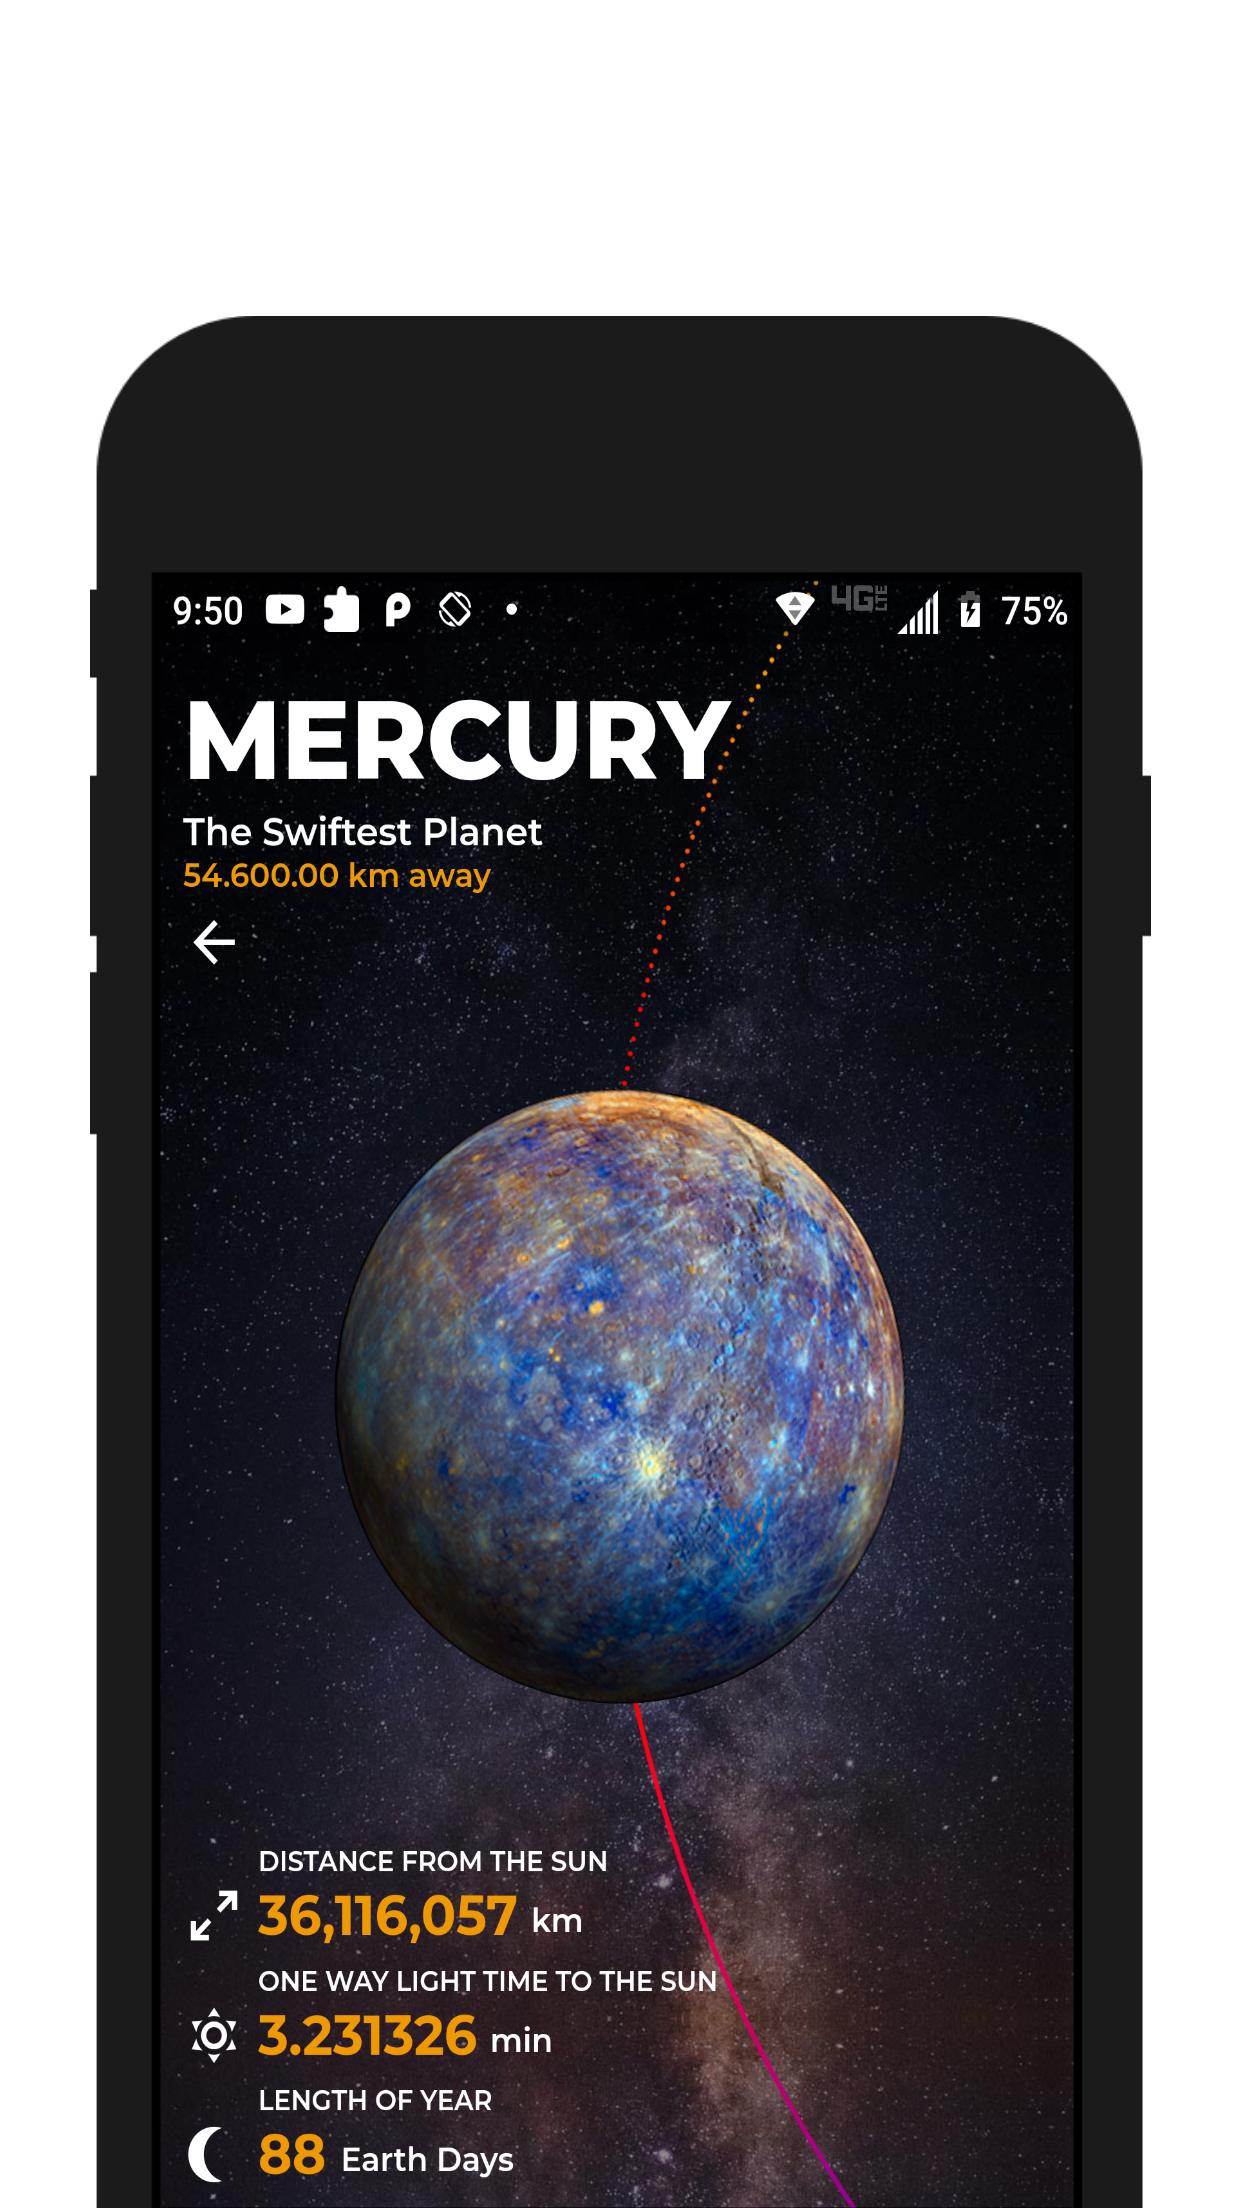 9:50 4G LTE 75%
MERCURY
The Swiftest Planet
54.600.00 km away
DISTANCE FROM THE SUN
36,116,057 km
ONE WAY LIGHT TIME TO THE SUN
3.231326 min
LENGTH OF YEAR
88 Earth Days